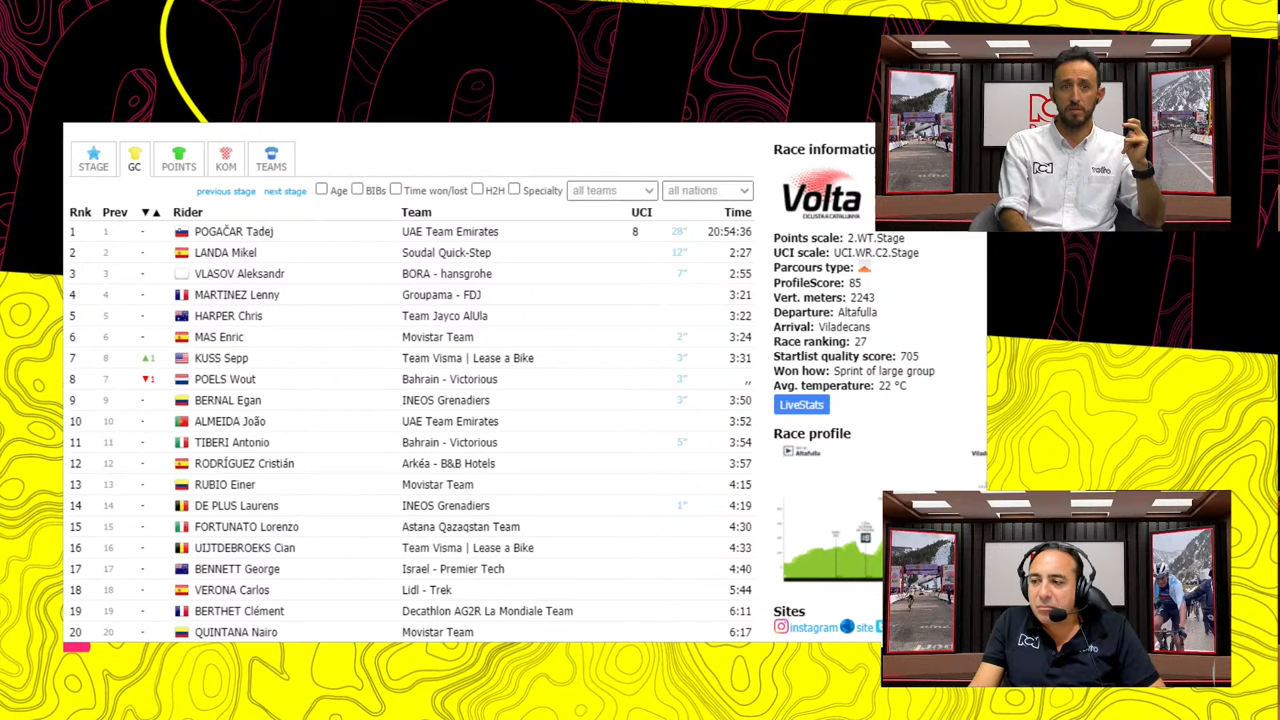 STAGE GC POINTS KOM TEAMS
previous stage next stage Age BIBs Time won/lost H2H Specialty all teams all nations
Rnk Prev ▼▲ Rider Team UCI Time
1 1 - POGAČAR Tadej UAE Team Emirates 8 28″ 20:54:36
2 2 - LANDA Mikel Soudal Quick-Step 12″ 2:27
3 3 - VLASOV Aleksandr BORA - hansgrohe 7″ 2:55
4 4 - MARTINEZ Lenny Groupama - FDJ 3:21
5 5 - HARPER Chris Team Jayco AlUla 3:22
6 6 - MAS Enric Movistar Team 2″ 3:24
7 8 ▲1 KUSS Sepp Team Visma | Lease a Bike 3″ 3:31
8 7 ▼1 POELS Wout Bahrain - Victorious 3″ ,,
9 9 - BERNAL Egan INEOS Grenadiers 3″ 3:50
10 10 - ALMEIDA João UAE Team Emirates 3:52
11 11 - TIBERI Antonio Bahrain - Victorious 5″ 3:54
12 12 - RODRÍGUEZ Cristián Arkéa - B&B Hotels 3:57
13 13 - RUBIO Einer Movistar Team 4:15
14 14 - DE PLUS Laurens INEOS Grenadiers 1″ 4:19
15 15 - FORTUNATO Lorenzo Astana Qazaqstan Team 4:30
16 16 - UIJTDEBROEKS Cian Team Visma | Lease a Bike 4:33
17 17 - BENNETT George Israel - Premier Tech 4:40
18 18 - VERONA Carlos Lidl - Trek 5:44
19 19 - BERTHET Clément Decathlon AG2R La Mondiale Team 6:11
20 20 - QUINTANA Nairo Movistar Team 6:17
Race informatio
Volta
CICLISTA A CATALUNYA
Points scale: 2.WT.Stage
UCI scale: UCI.WR.C2.Stage
Parcours type:
ProfileScore: 85
Vert. meters: 2243
Departure: Altafulla
Arrival: Viladecans
Race ranking: 27
Startlist quality score: 705
Won how: Sprint of large group
Avg. temperature: 22 °C
LiveStats
Race profile
Altafulla
Sites
instagram site
RCN
RCN